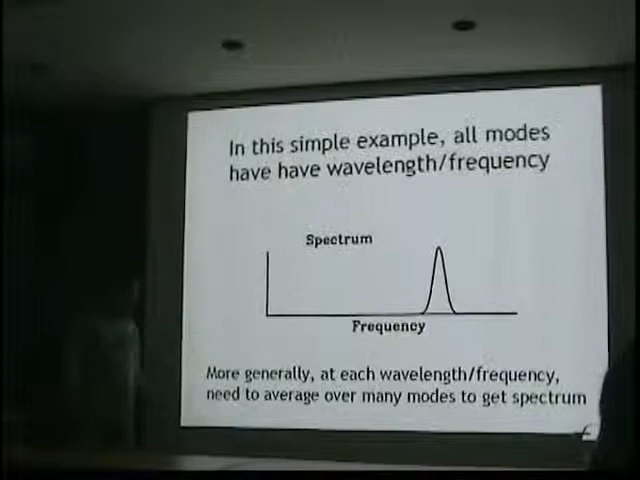 In this simple example, all modes
have have wavelength/frequency
Spectrum
Frequency
More generally, at each wavelength/frequency,
need to average over many modes to get spectrum